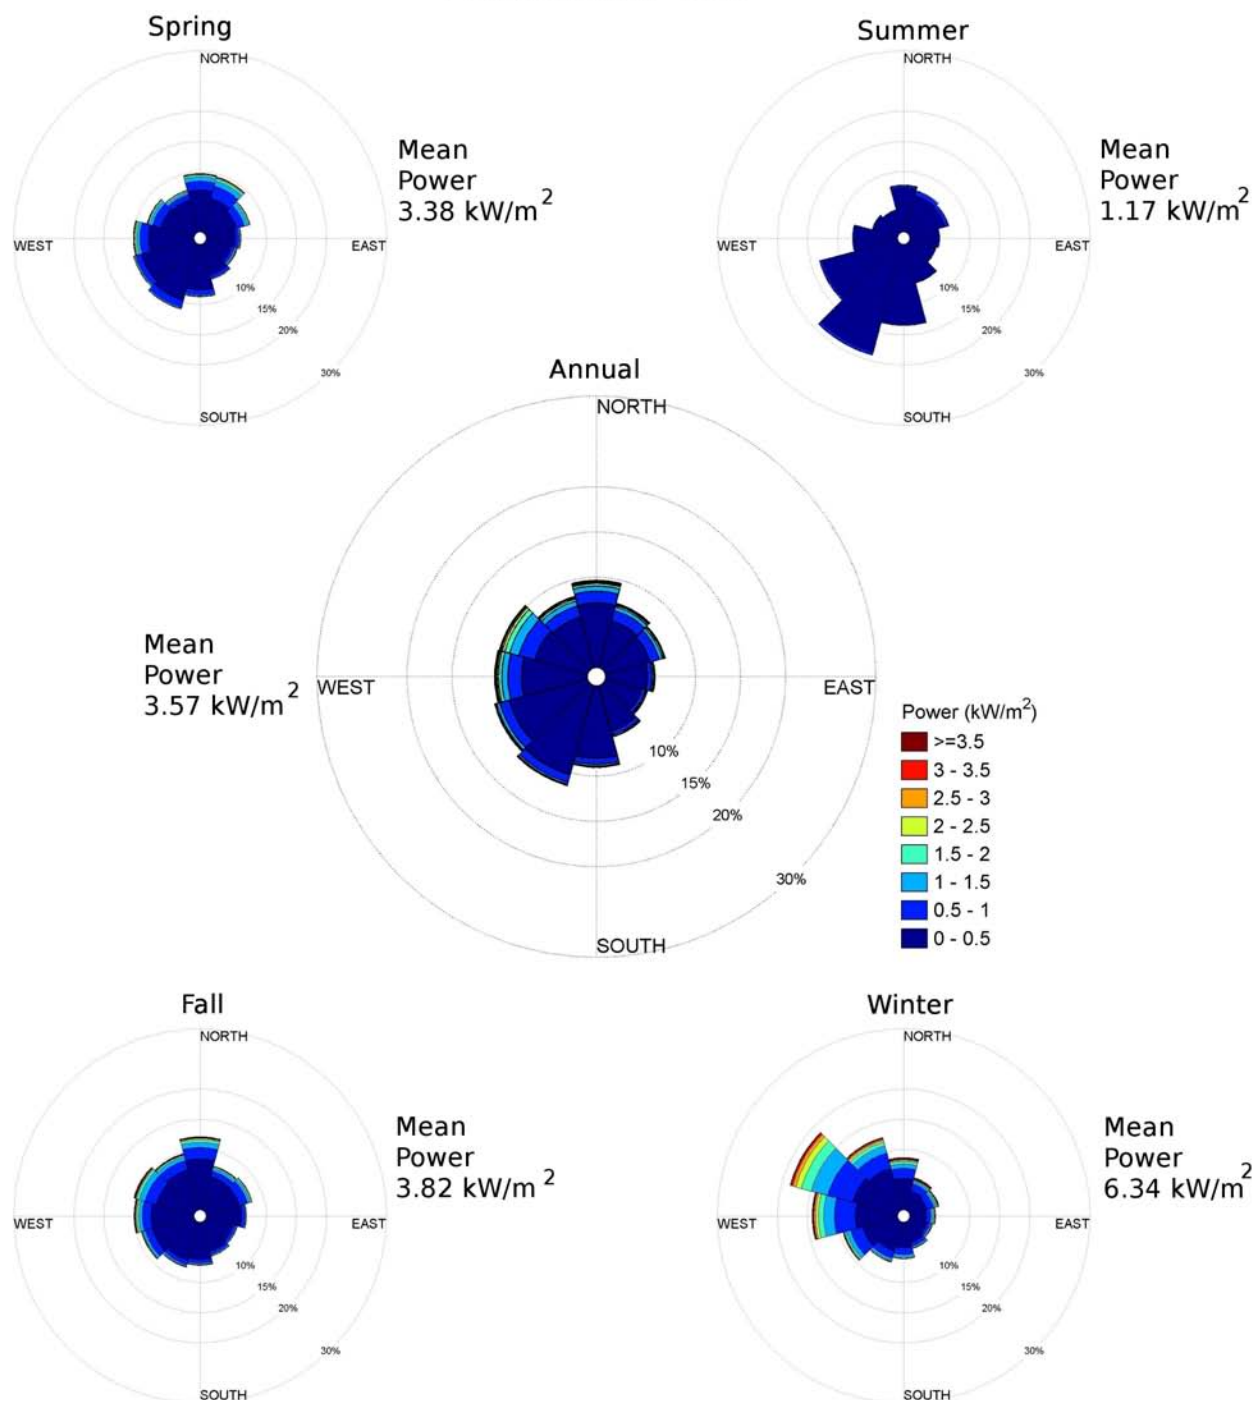 Spring
NORTH
WEST
EAST
SOUTH
10%
15%
20%
30%
Mean
Power
3.38 kW/m²
Summer
NORTH
WEST
EAST
SOUTH
10%
15%
20%
30%
Mean
Power
1.17 kW/m²
Annual
NORTH
WEST
EAST
SOUTH
10%
15%
20%
30%
Mean
Power
3.57 kW/m²
Power (kW/m²)
>=3.5
3 - 3.5
2.5 - 3
2 - 2.5
1.5 - 2
1 - 1.5
0.5 - 1
0 - 0.5
Fall
NORTH
WEST
EAST
SOUTH
10%
15%
20%
30%
Mean
Power
3.82 kW/m²
Winter
NORTH
WEST
EAST
SOUTH
10%
15%
20%
30%
Mean
Power
6.34 kW/m²